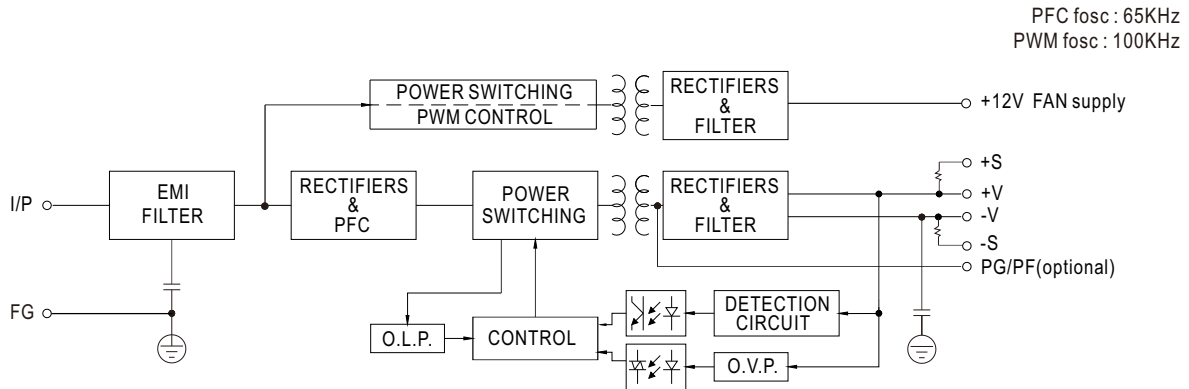 PFC fosc : 65KHz
PWM fosc : 100KHz
POWER SWITCHING
PWM CONTROL
RECTIFIERS
&
FILTER
+12V FAN supply
I/P
EMI
FILTER
RECTIFIERS
&
PFC
POWER
SWITCHING
RECTIFIERS
&
FILTER
+S
+V
-V
-S
PG/PF(optional)
FG
O.L.P.
CONTROL
DETECTION
CIRCUIT
O.V.P.